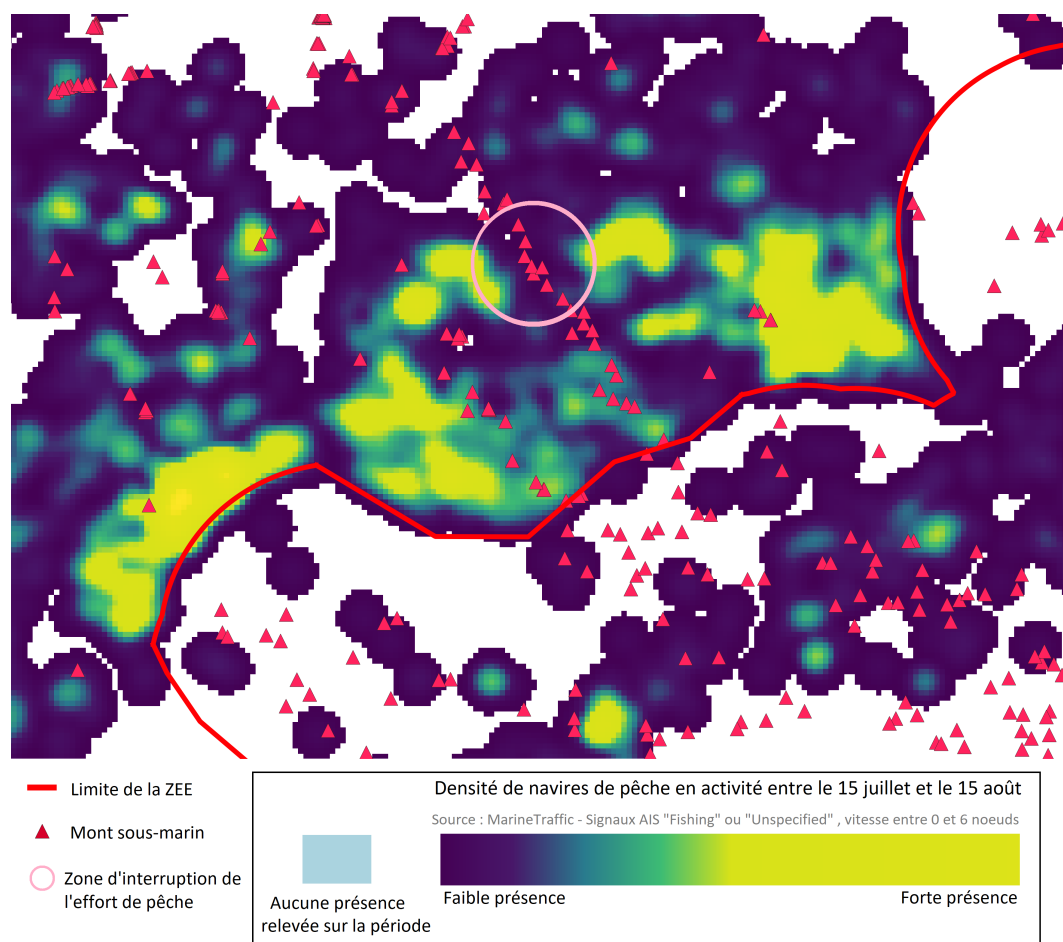 Limite de la ZEE
Mont sous-marin
Zone d'interruption de
l'effort de pêche
Densité de navires de pêche en activité entre le 15 juillet et le 15 août
Source : MarineTraffic - Signaux AIS "Fishing" ou "Unspecified" , vitesse entre 0 et 6 noeuds
Aucune présence
relevée sur la période
Faible présence
Forte présence